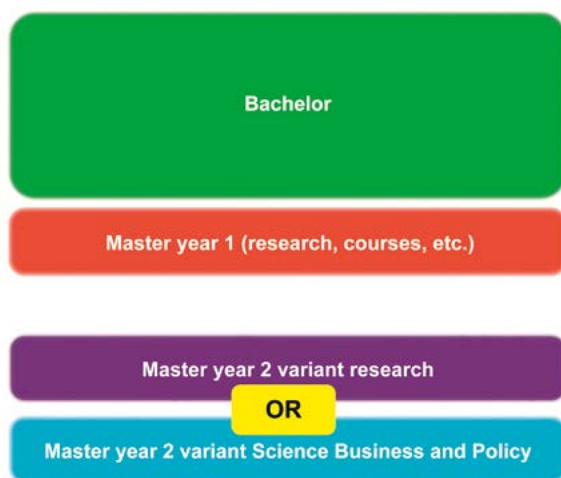 Bachelor
Master year 1 (research, courses, etc.)
Master year 2 variant research
OR
Master year 2 variant Science Business and Policy